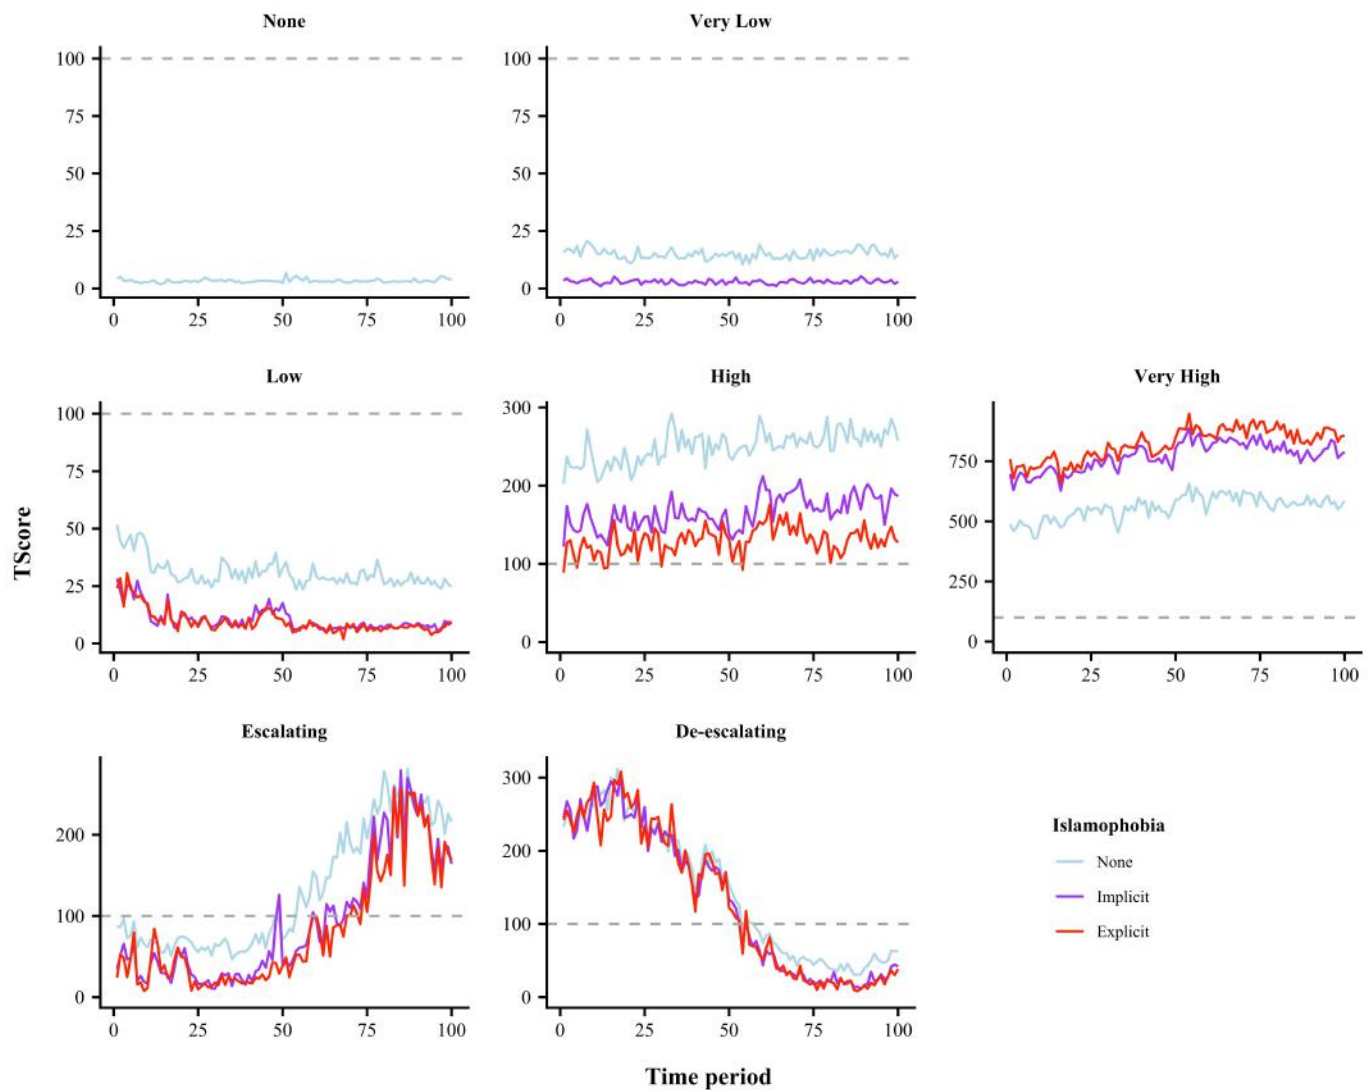 None
Very Low
100
75
50
25
0
0 25 50 75 100
100
75
50
25
0
0 25 50 75 100
Low
High
Very High
TScore
100
75
50
25
0
0 25 50 75 100
300
200
100
0
0 25 50 75 100
750
500
250
0
0 25 50 75 100
Escalating
De-escalating
200
100
0
0 25 50 75 100
300
200
100
0
0 25 50 75 100
Islamophobia
None
Implicit
Explicit
Time period